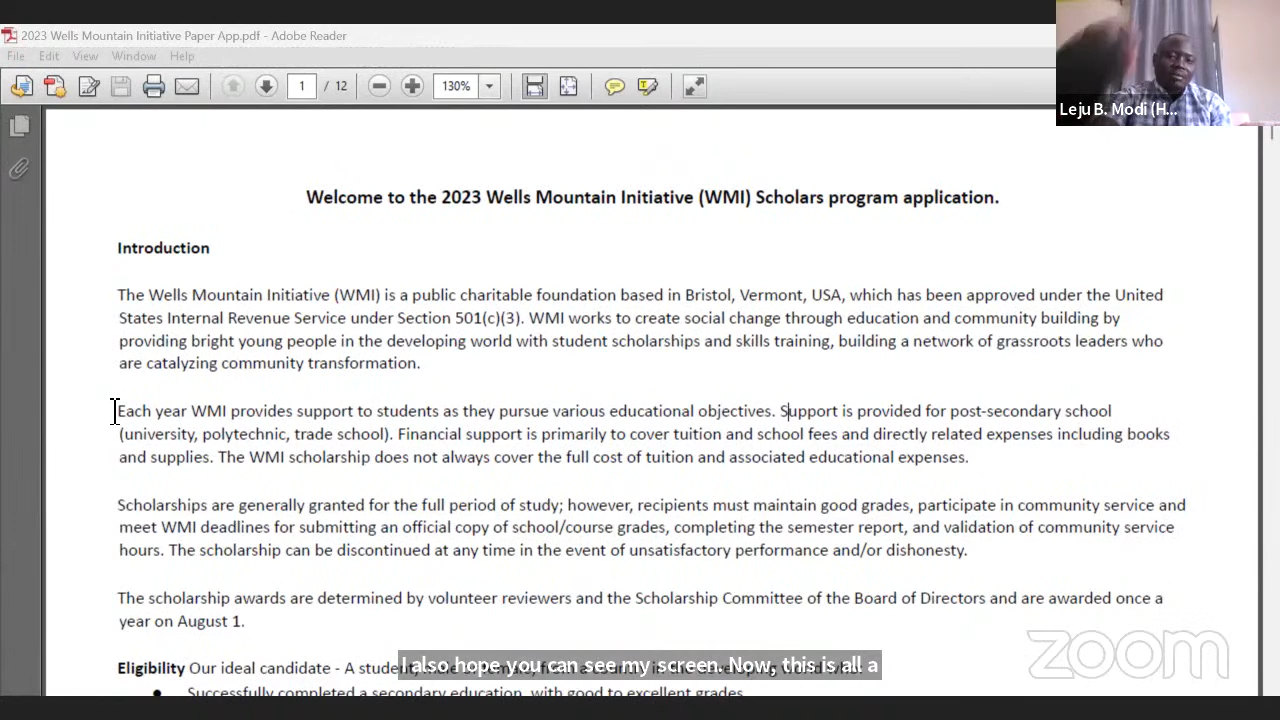 2023 Wells Mountain Initiative Paper App.pdf - Adobe Reader
File Edit View Window Help
1 / 12 130%
Leju B. Modi (H...
Welcome to the 2023 Wells Mountain Initiative (WMI) Scholars program application.
Introduction
The Wells Mountain Initiative (WMI) is a public charitable foundation based in Bristol, Vermont, USA, which has been approved under the United
States Internal Revenue Service under Section 501(c)(3). WMI works to create social change through education and community building by
providing bright young people in the developing world with student scholarships and skills training, building a network of grassroots leaders who
are catalyzing community transformation.
Each year WMI provides support to students as they pursue various educational objectives. Support is provided for post-secondary school
(university, polytechnic, trade school). Financial support is primarily to cover tuition and school fees and directly related expenses including books
and supplies. The WMI scholarship does not always cover the full cost of tuition and associated educational expenses.
Scholarships are generally granted for the full period of study; however, recipients must maintain good grades, participate in community service and
meet WMI deadlines for submitting an official copy of school/course grades, completing the semester report, and validation of community service
hours. The scholarship can be discontinued at any time in the event of unsatisfactory performance and/or dishonesty.
The scholarship awards are determined by volunteer reviewers and the Scholarship Committee of the Board of Directors and are awarded once a
year on August 1.
Eligibility Our ideal candidate - A student,
I also hope you can see my screen. Now, this is all a
Successfully completed a secondary education, with good to excellent grades
zoom